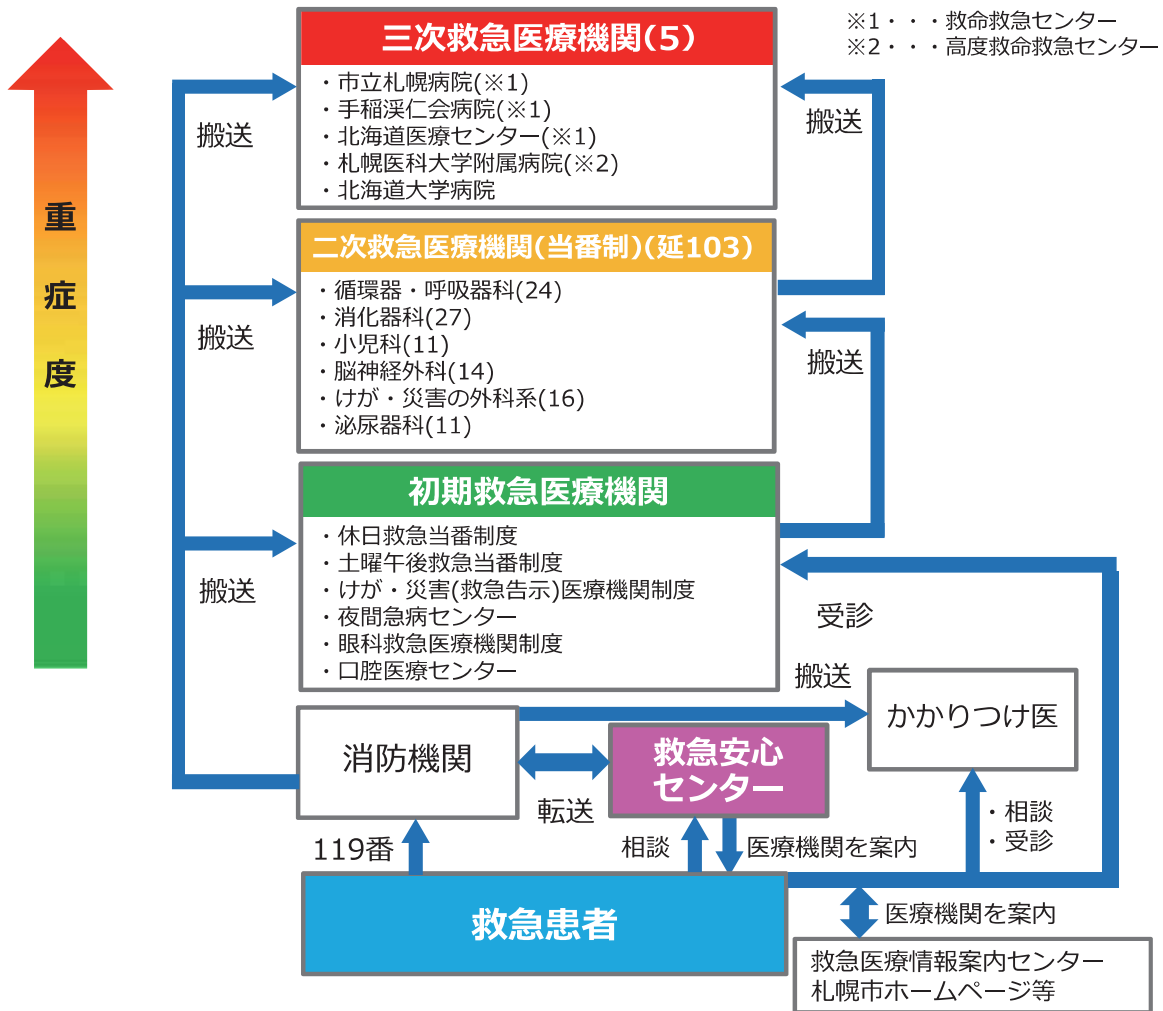 ※1・・・救命救急センター
※2・・・高度救命救急センター
三次救急医療機関(5)
・市立札幌病院(※1)
・手稲渓仁会病院(※1)
・北海道医療センター(※1)
・札幌医科大学附属病院(※2)
・北海道大学病院
搬送
搬送
重症度
二次救急医療機関(当番制)(延103)
・循環器・呼吸器科(24)
・消化器科(27)
・小児科(11)
・脳神経外科(14)
・けが・災害の外科系(16)
・泌尿器科(11)
搬送
搬送
初期救急医療機関
・休日救急当番制度
・土曜午後救急当番制度
・けが・災害(救急告示)医療機関制度
・夜間急病センター
・眼科救急医療機関制度
・口腔医療センター
搬送
受診
搬送
かかりつけ医
消防機関
救急安心
センター
転送
・相談
・受診
119番
相談
医療機関を案内
救急患者
医療機関を案内
救急医療情報案内センター
札幌市ホームページ等